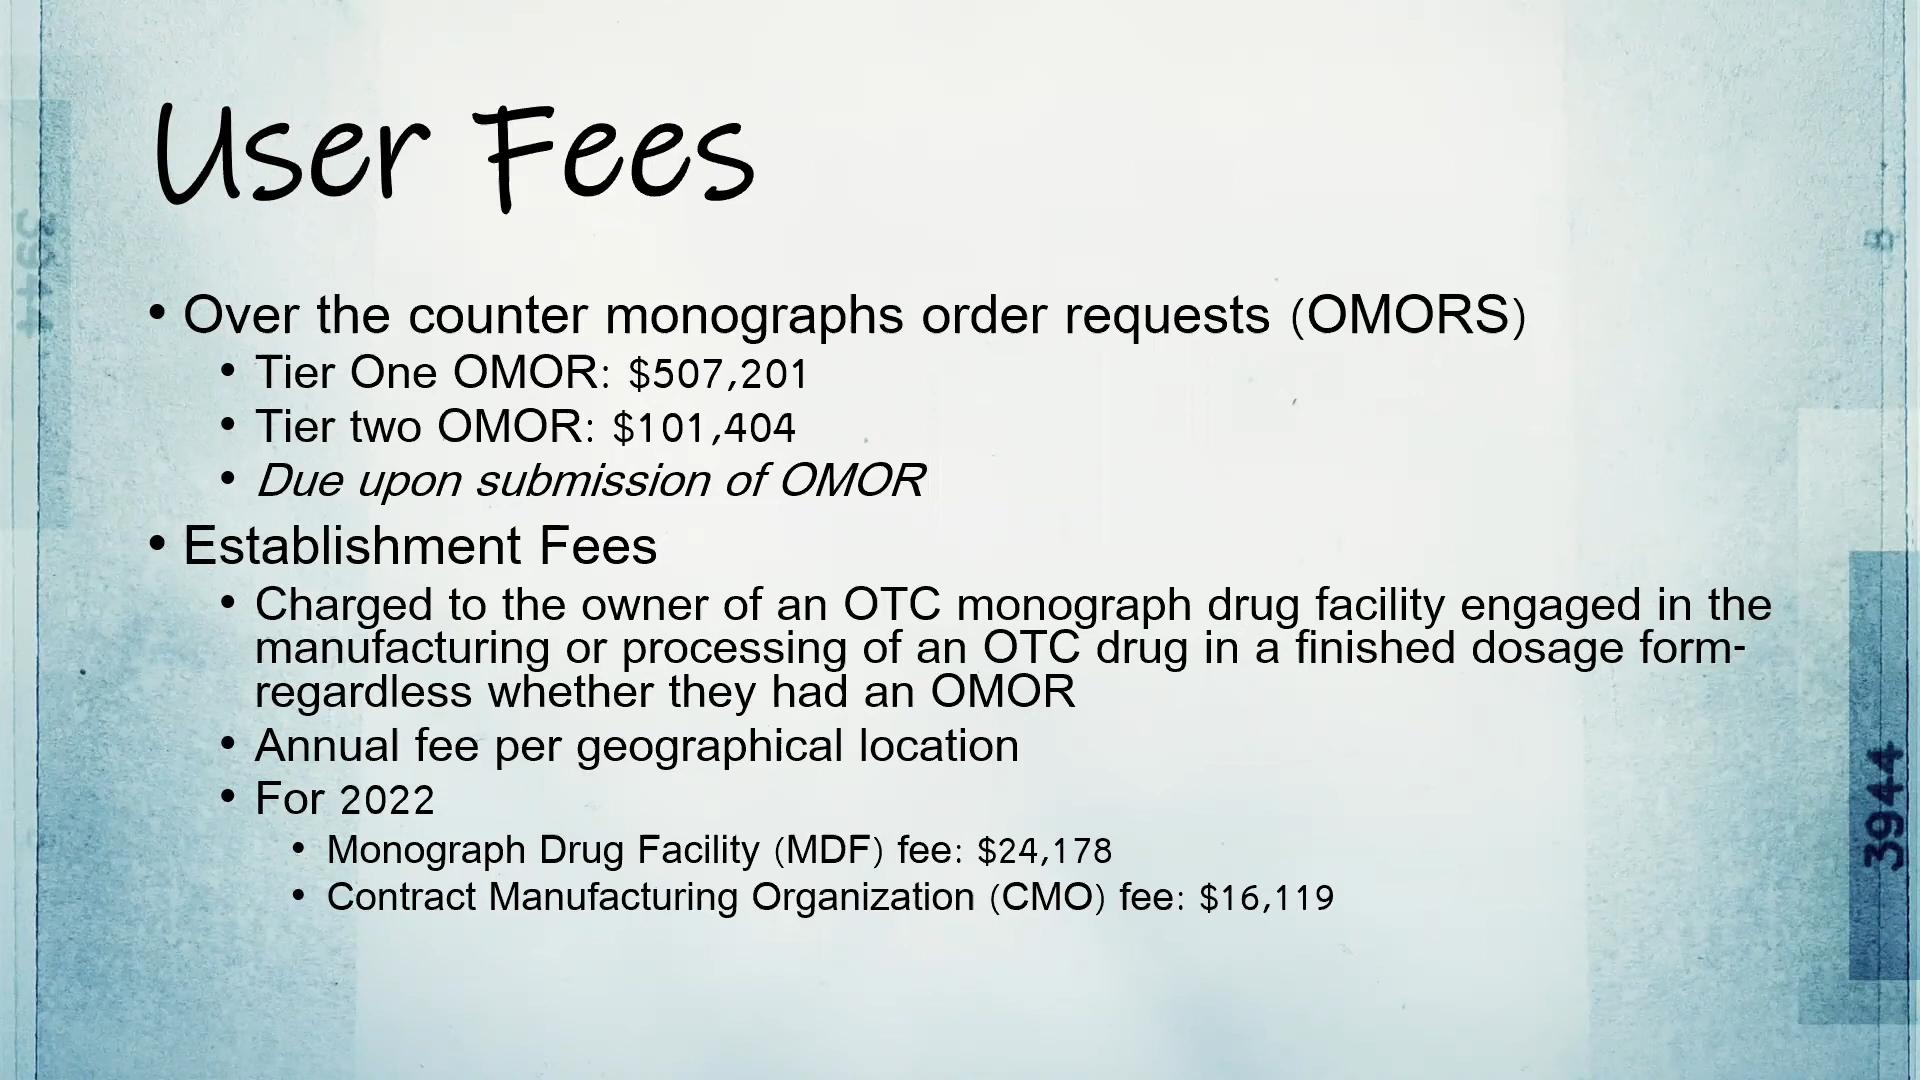 User Fees
• Over the counter monographs order requests (OMORS)
• Tier One OMOR: $507,201
• Tier two OMOR: $101,404
• Due upon submission of OMOR
• Establishment Fees
• Charged to the owner of an OTC monograph drug facility engaged in the
manufacturing or processing of an OTC drug in a finished dosage form-
regardless whether they had an OMOR
• Annual fee per geographical location
• For 2022
• Monograph Drug Facility (MDF) fee: $24,178
• Contract Manufacturing Organization (CMO) fee: $16,119
3944
3944
8